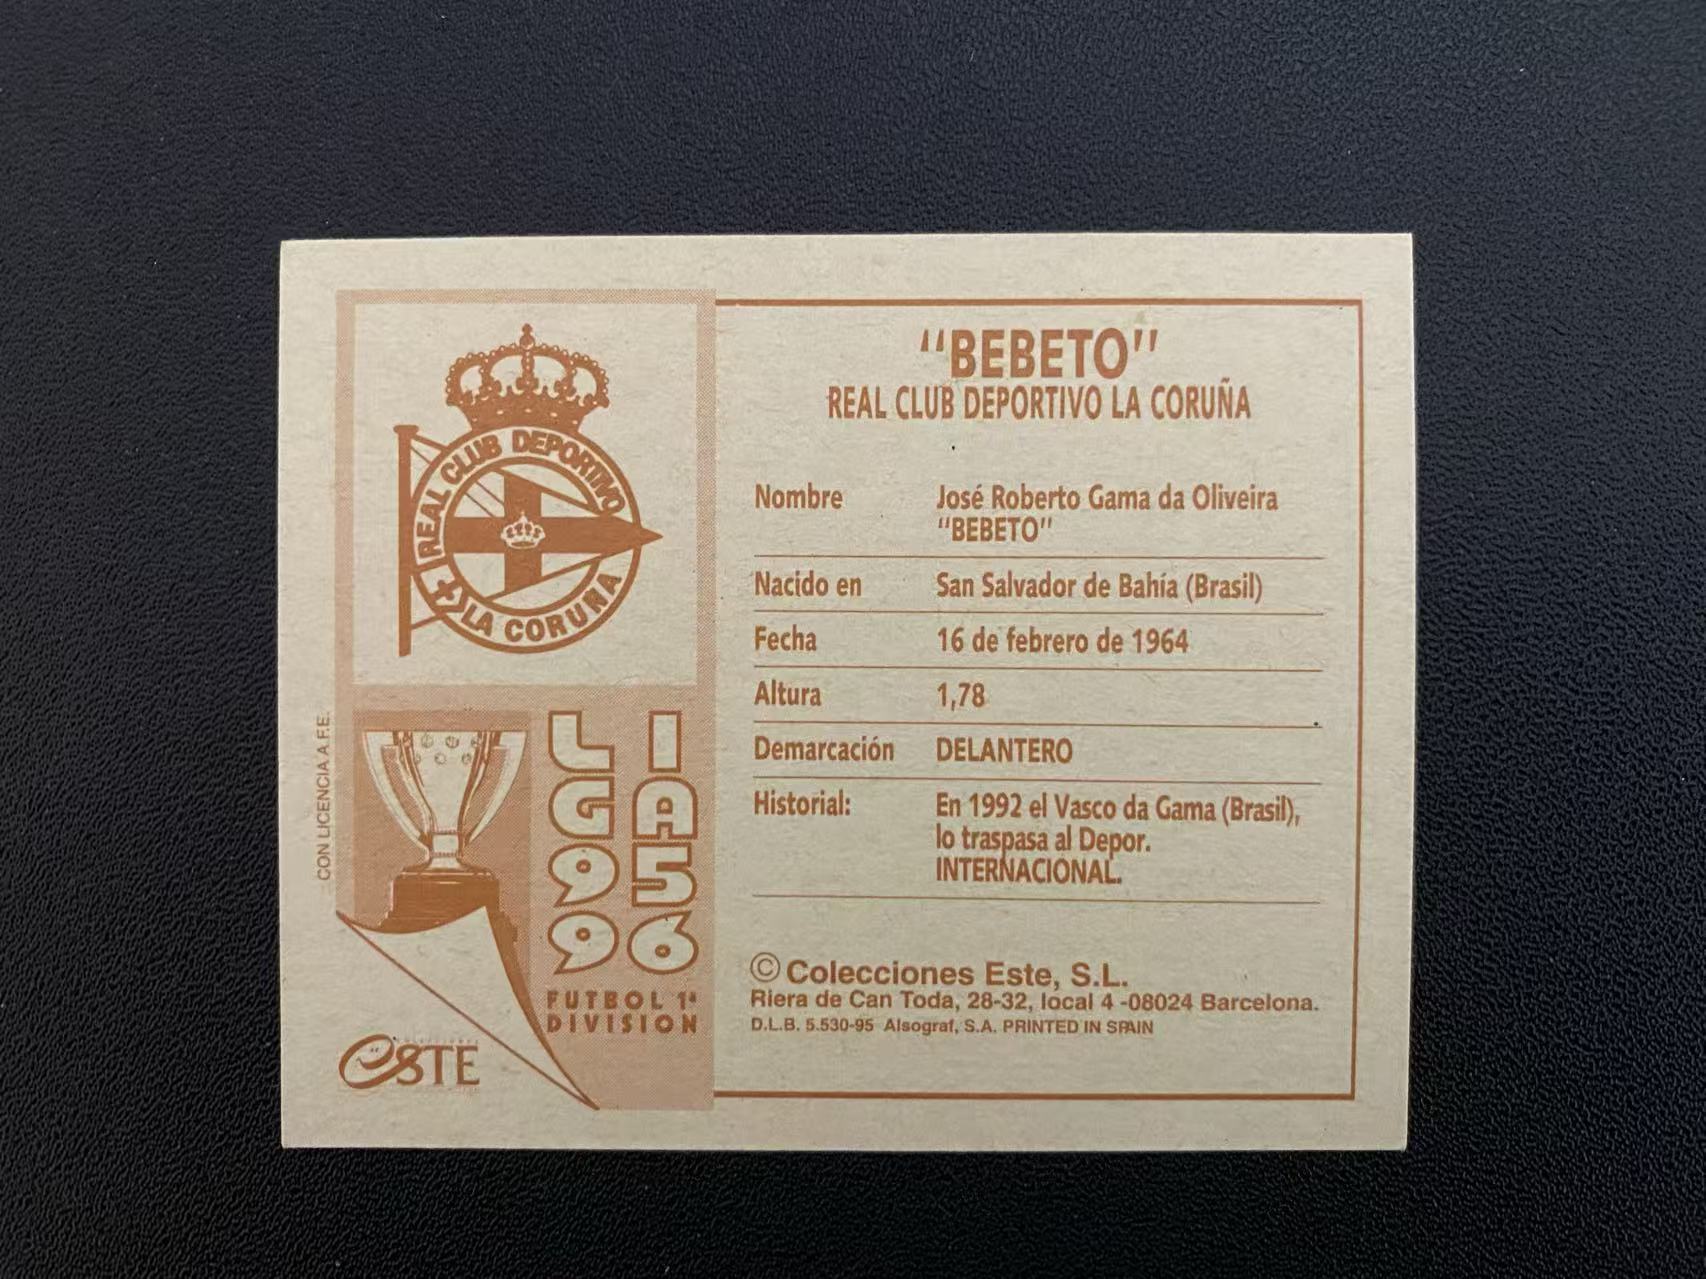 REAL CLUB DEPORTIVO
LA CORUÑA
CON LICENCIA A.F.E.
LI
GA
95
96
FUTBOL 1ª
DIVISION
COLECCIONES
ESTE
"BEBETO"
REAL CLUB DEPORTIVO LA CORUÑA
Nombre José Roberto Gama da Oliveira
"BEBETO"
Nacido en San Salvador de Bahía (Brasil)
Fecha 16 de febrero de 1964
Altura 1,78
Demarcación DELANTERO
Historial: En 1992 el Vasco da Gama (Brasil),
lo traspasa al Depor.
INTERNACIONAL.
© Colecciones Este, S.L.
Riera de Can Toda, 28-32, local 4 -08024 Barcelona.
D.L.B. 5.530-95 Alsograf, S.A. PRINTED IN SPAIN